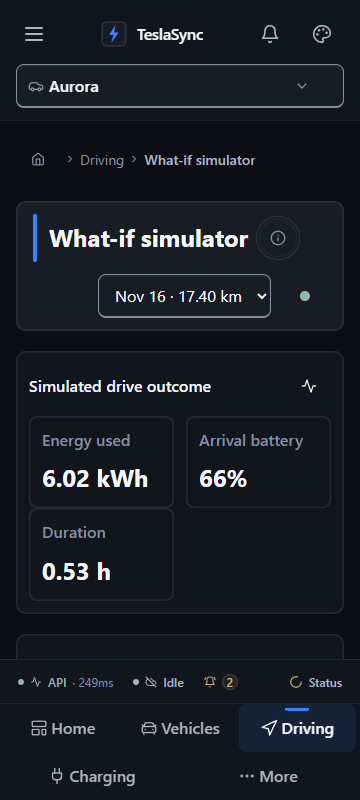 TeslaSync
Aurora
Driving What-if simulator
What-if simulator
Nov 16 · 17.40 km
Simulated drive outcome
Energy used
6.02 kWh
Arrival battery
66%
Duration
0.53 h
API · 249ms Idle 2 Status
Home Vehicles Driving
Charging More